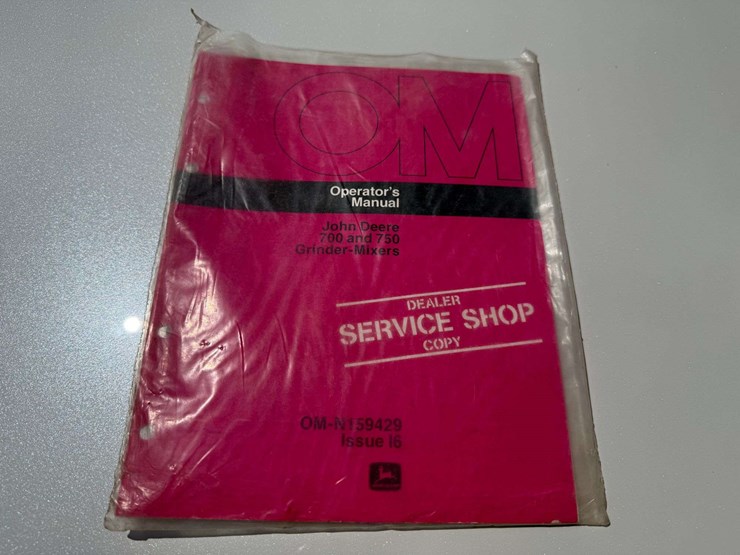 OM
Operator's
Manual
John Deere
700 and 750
Grinder-Mixers
DEALER
SERVICE SHOP
COPY
OM-N159429
Issue I6